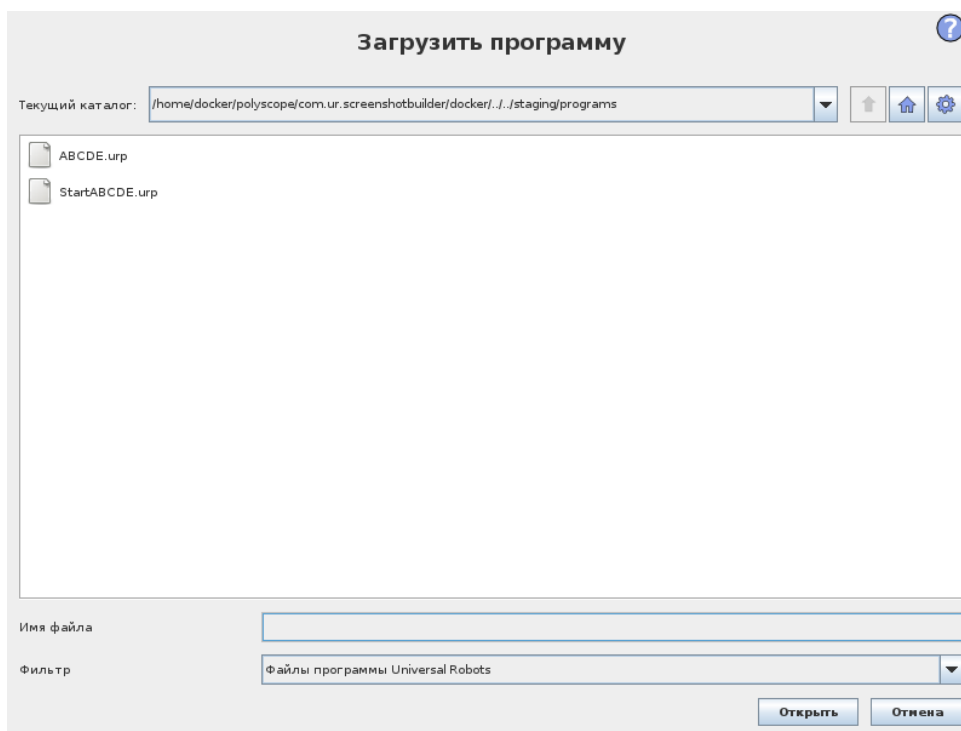 Загрузить программу
?
Текущий каталог: /home/docker/polyscope/com.ur.screenshotbuilder/docker/../../staging/programs
ABCDE.urp
StartABCDE.urp
Имя файла
Фильтр Файлы программы Universal Robots
Открыть Отмена